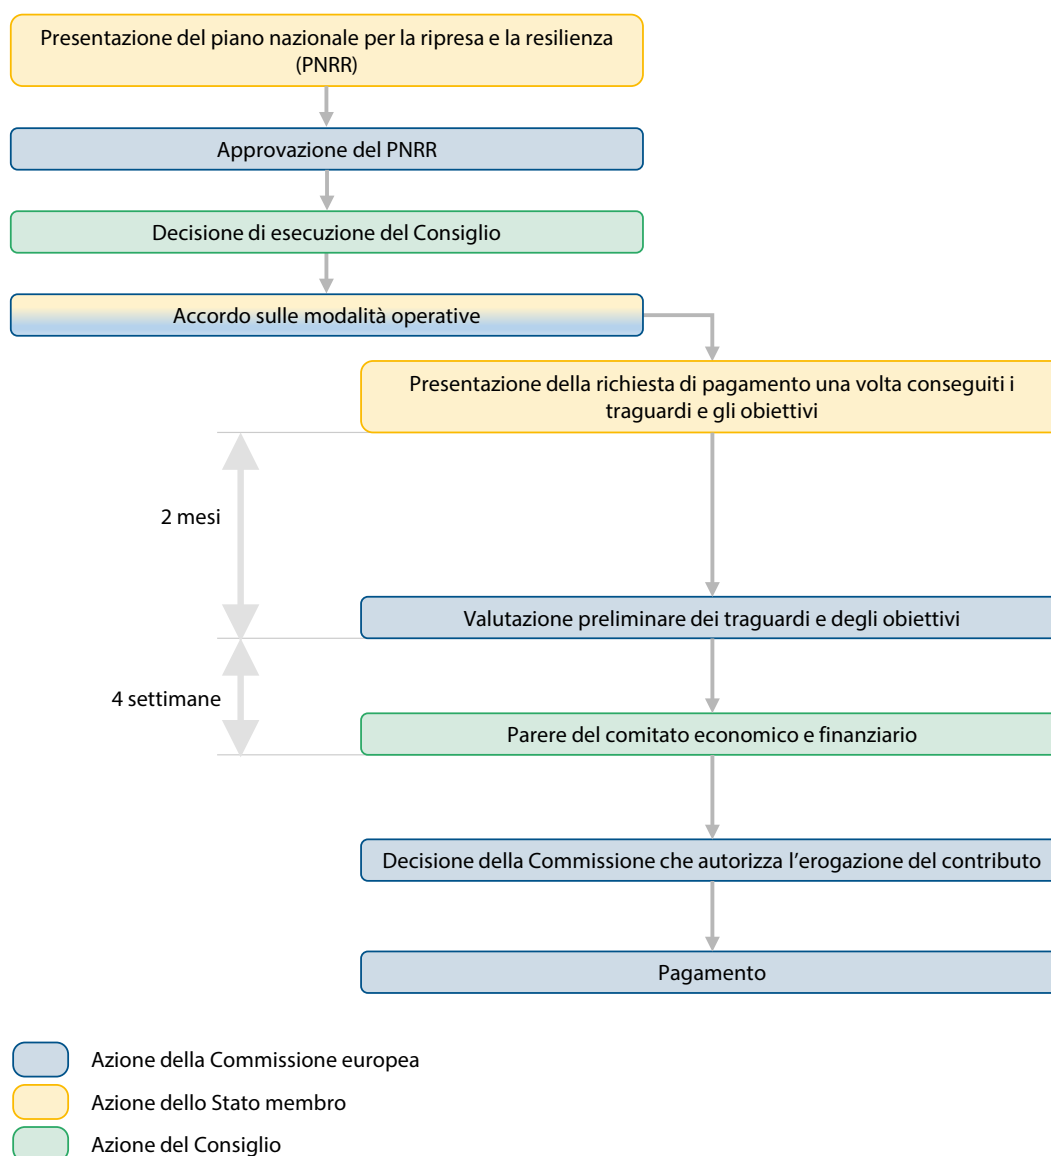 Presentazione del piano nazionale per la ripresa e la resilienza
(PNRR)
Approvazione del PNRR
Decisione di esecuzione del Consiglio
Accordo sulle modalità operative
Presentazione della richiesta di pagamento una volta conseguiti i
traguardi e gli obiettivi
2 mesi
Valutazione preliminare dei traguardi e degli obiettivi
4 settimane
Parere del comitato economico e finanziario
Decisione della Commissione che autorizza l’erogazione del contributo
Pagamento
Azione della Commissione europea
Azione dello Stato membro
Azione del Consiglio